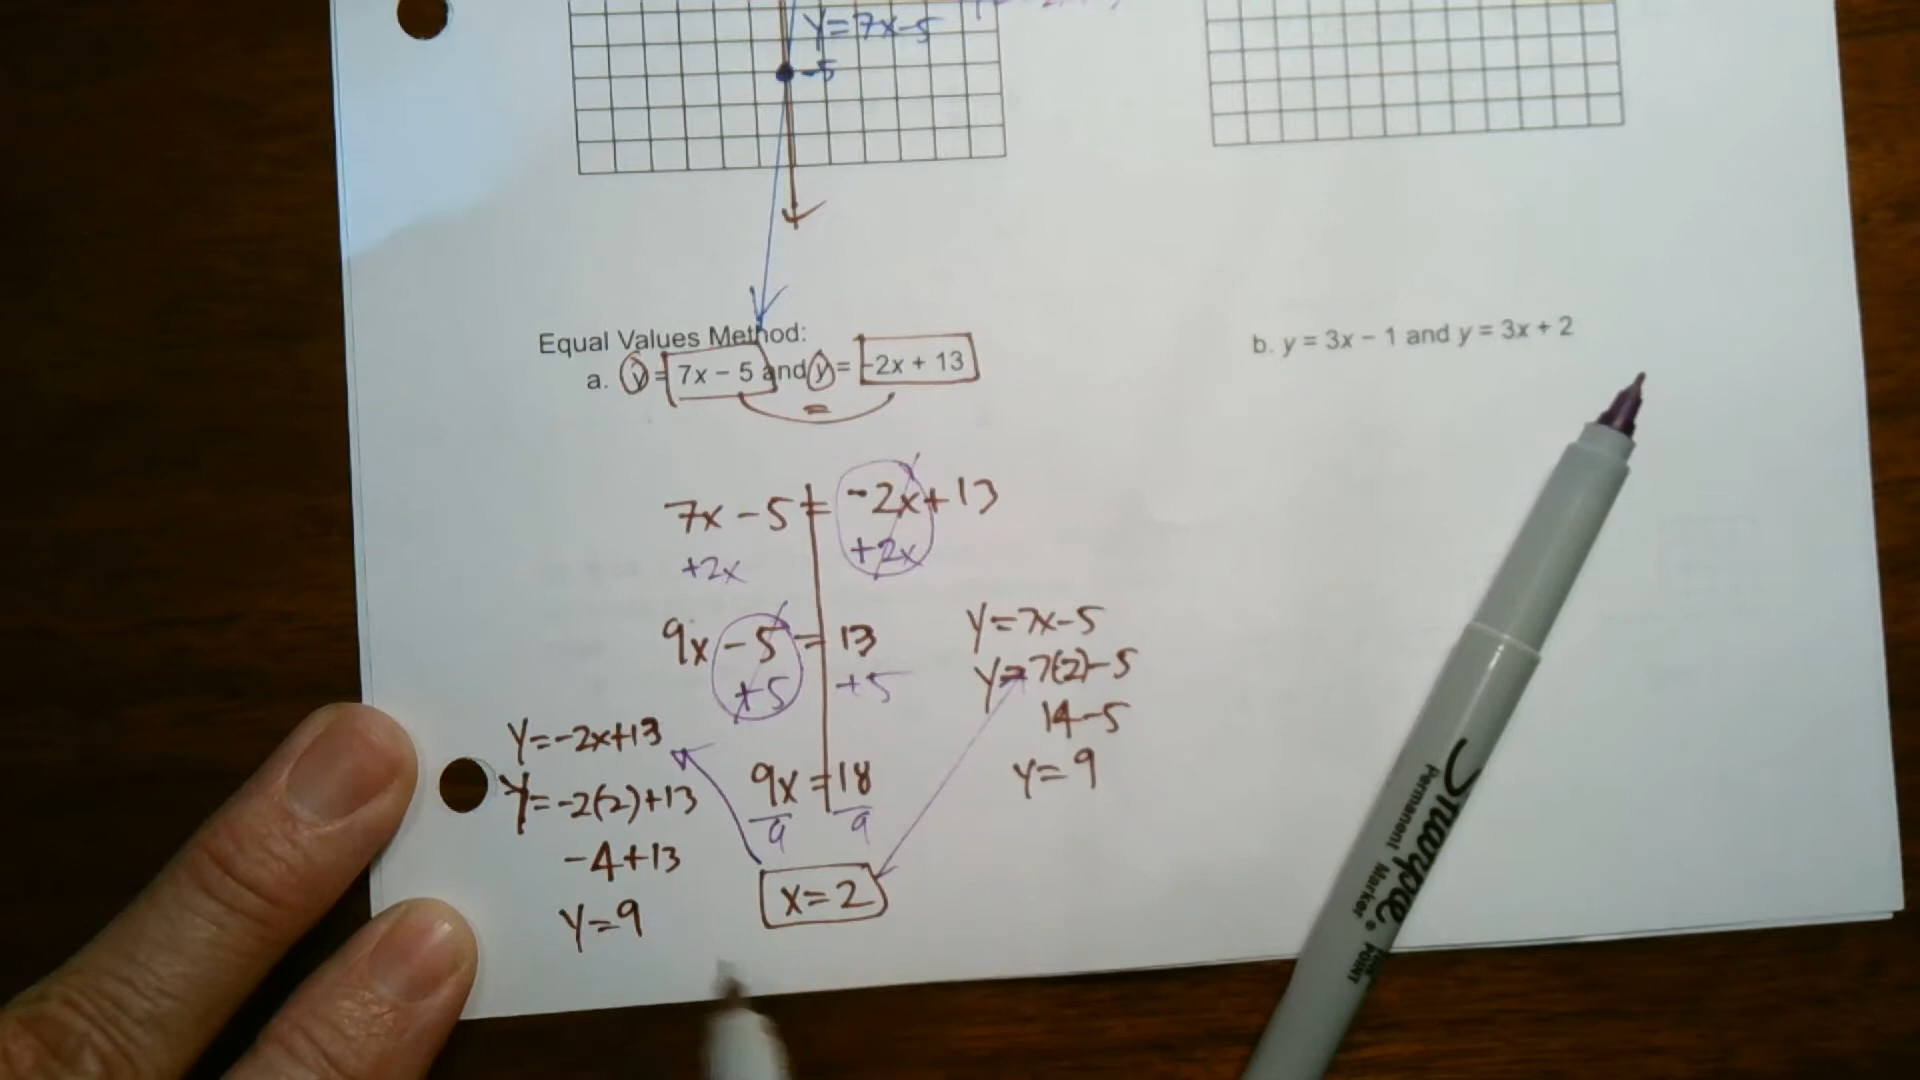 y=7x-5
-5
Equal Values Method:
a. y = 7x − 5 and y = -2x + 13
=
b. y = 3x − 1 and y = 3x + 2
7x-5=-2x+13
+2x +2x
9x-5=13
+5 +5
9x=18
9 9
x=2
y=7x-5
y=7(2)-5
14-5
y=9
y=-2x+13
y=-2(2)+13
-4+13
y=9
Sharpie
Permanent Marker
POINT